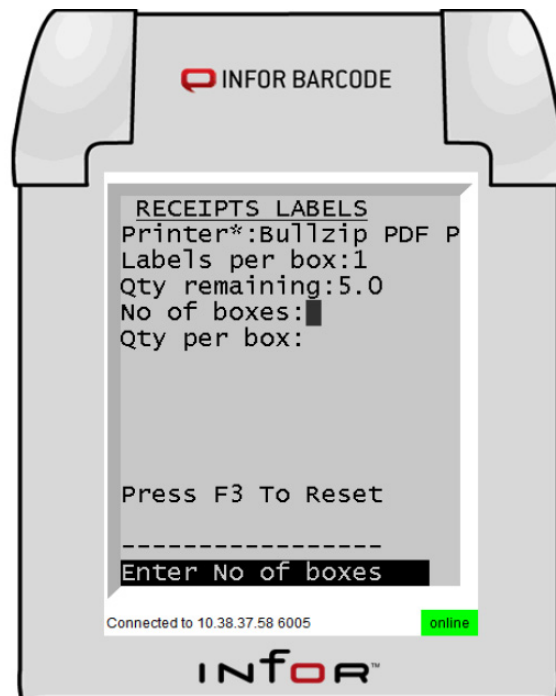 INFOR BARCODE
RECEIPTS LABELS
Printer*:Bullzip PDF P
Labels per box:1
Qty remaining:5.0
No of boxes:
Qty per box:
Press F3 To Reset
-----------------
Enter No of boxes
Connected to 10.38.37.58 6005
online
infor™